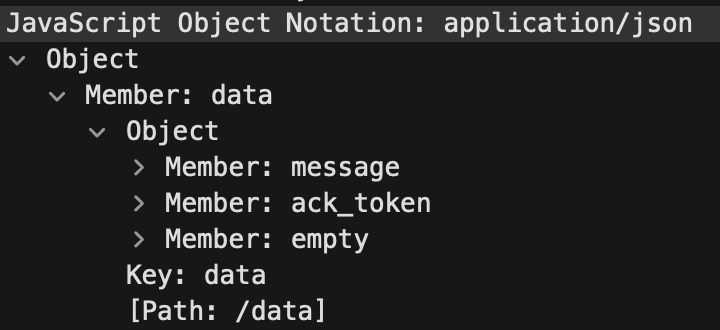 JavaScript Object Notation: application/json
Object
Member: data
Object
Member: message
Member: ack_token
Member: empty
Key: data
[Path: /data]